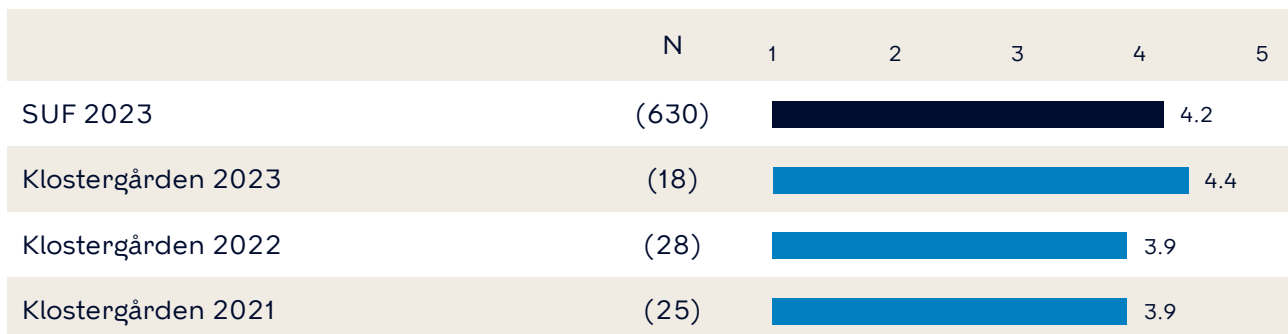 N 1 2 3 4 5
SUF 2023 (630) 4.2
Klostergården 2023 (18) 4.4
Klostergården 2022 (28) 3.9
Klostergården 2021 (25) 3.9